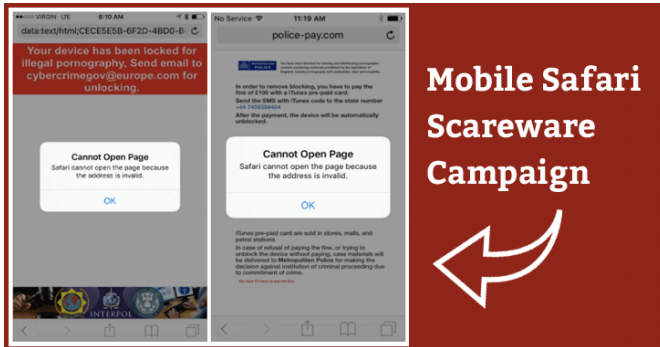 VIRGIN LTE 8:10 AM
data:text/html;CECE5E5B-6F2D-4BD0-B
Your device has been locked for
illegal pornography, Send email to
cybercrimegov@europe.com for
unlocking.
Cannot Open Page
Safari cannot open the page because
the address is invalid.
OK
INTERPOL
No Service 11:19 AM
police-pay.com
METROPOLITAN
POLICE
In order to remove blocking, you have to pay the
fine of £100 with a iTunes pre-paid card.
Send the SMS with iTunes code to the state number
After the payment, the device will be automatically
unblocked.
Cannot Open Page
Safari cannot open the page because
the address is invalid.
OK
iTunes pre-paid card are sold in stores, malls, and
patrol stations
In case of refusal of paying the fine, or trying to
unblock the device without paying, case materials will
be delivered to Metropolitan Police for making the
decision against institution of criminal proceeding due
to commitment of crime.
Mobile Safari
Scareware
Campaign